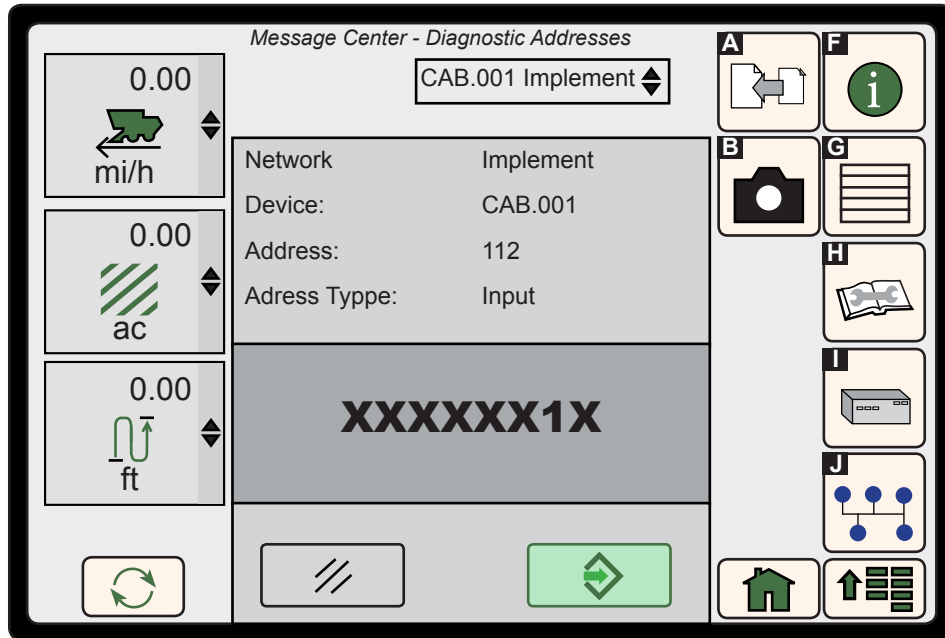 Message Center - Diagnostic Addresses
CAB.001 Implement
0.00
mi/h
0.00
ac
0.00
ft
Network Implement
Device: CAB.001
Address: 112
Adress Typpe: Input
XXXXXX1X
A
B
F
i
G
H
I
J